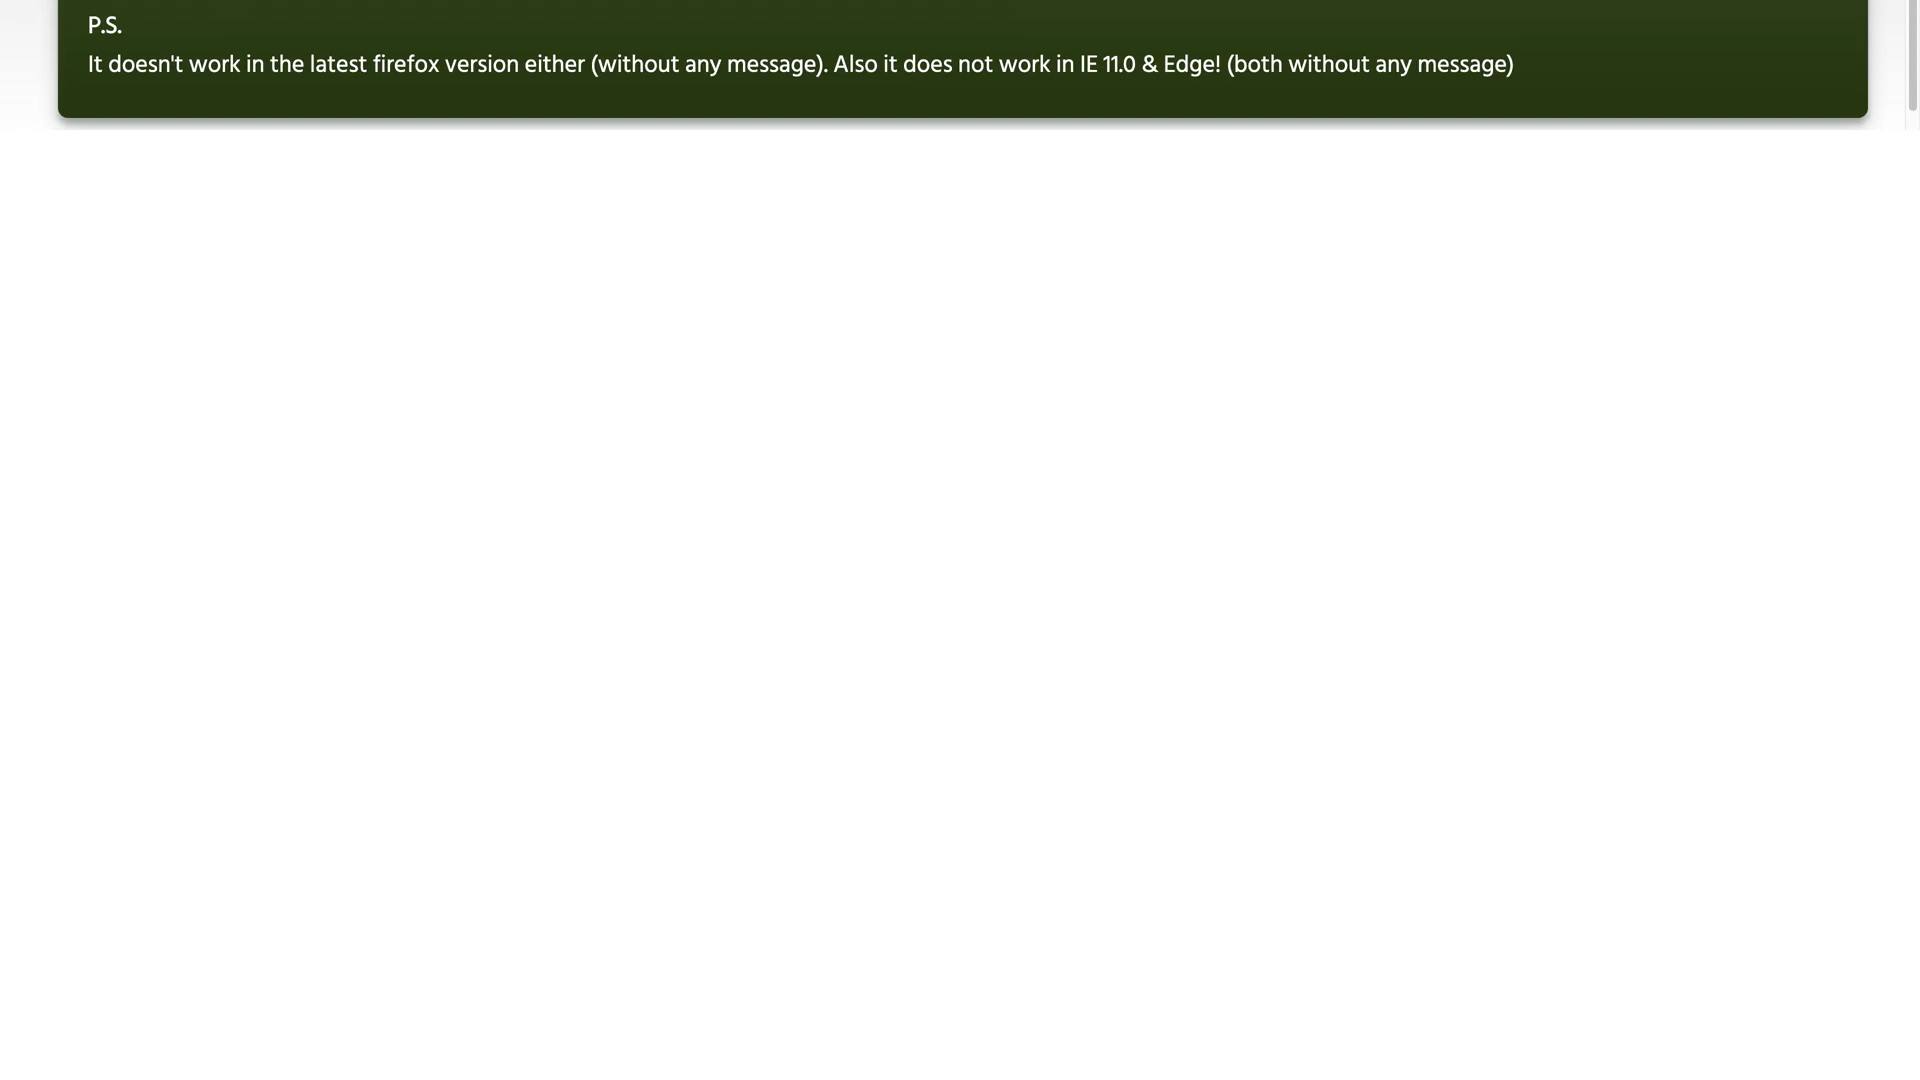 P.S.
It doesn't work in the latest firefox version either (without any message). Also it does not work in IE 11.0 & Edge! (both without any message)